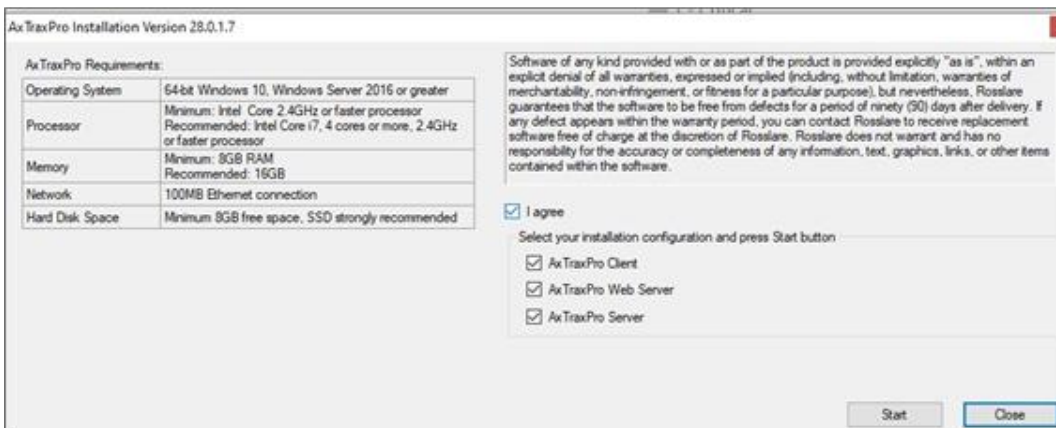 AxTraxPro Installation Version 28.0.1.7
AxTraxPro Requirements:
Operating System 64-bit Windows 10, Windows Server 2016 or greater
Processor Minimum: Intel Core 2.4GHz or faster processor
Recommended: Intel Core i7, 4 cores or more, 2.4GHz
or faster processor
Memory Minimum: 8GB RAM
Recommended: 16GB
Network 100MB Ethernet connection
Hard Disk Space Minimum 8GB free space, SSD strongly recommended
Software of any kind provided with or as part of the product is provided explicitly "as is", within an
explicit denial of all warranties, expressed or implied (including, without limitation, warranties of
merchantability, non-infringement, or fitness for a particular purpose), but nevertheless, Rosslare
guarantees that the software to be free from defects for a period of ninety (90) days after delivery. If
any defect appears within the warranty period, you can contact Rosslare to receive replacement
software free of charge at the discretion of Rosslare. Rosslare does not warrant and has no
responsibility for the accuracy or completeness of any information, text, graphics, links, or other items
contained within the software.
I agree
Select your installation configuration and press Start button
AxTraxPro Client
AxTraxPro Web Server
AxTraxPro Server
Start Close